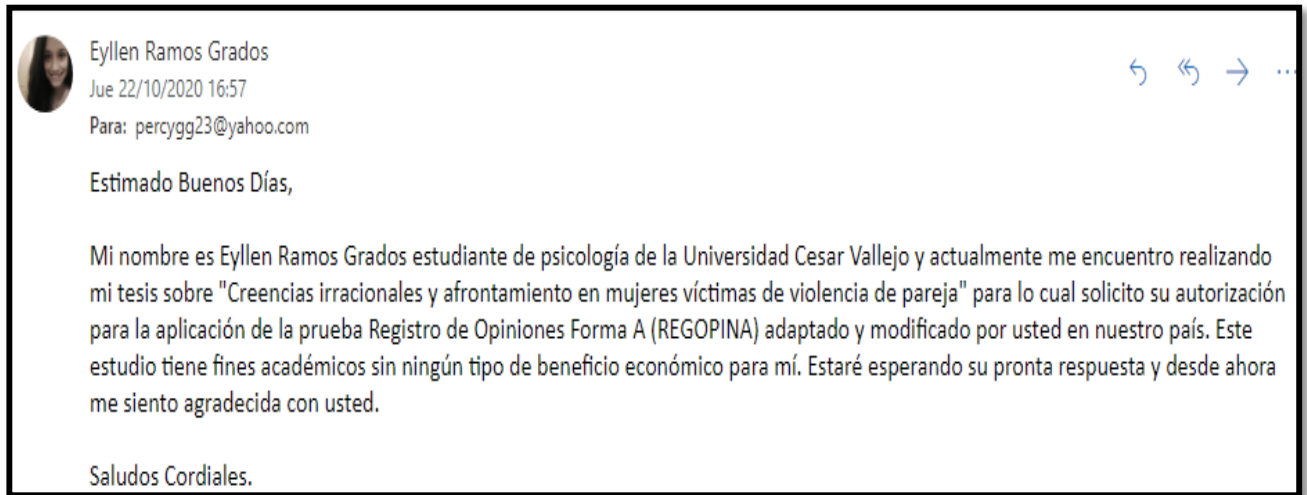 Eyllen Ramos Grados
Jue 22/10/2020 16:57
Para: percygg23@yahoo.com
Estimado Buenos Días,
Mi nombre es Eyllen Ramos Grados estudiante de psicología de la Universidad Cesar Vallejo y actualmente me encuentro realizando
mi tesis sobre "Creencias irracionales y afrontamiento en mujeres víctimas de violencia de pareja" para lo cual solicito su autorización
para la aplicación de la prueba Registro de Opiniones Forma A (REGOPINA) adaptado y modificado por usted en nuestro país. Este
estudio tiene fines académicos sin ningún tipo de beneficio económico para mí. Estaré esperando su pronta respuesta y desde ahora
me siento agradecida con usted.
Saludos Cordiales.